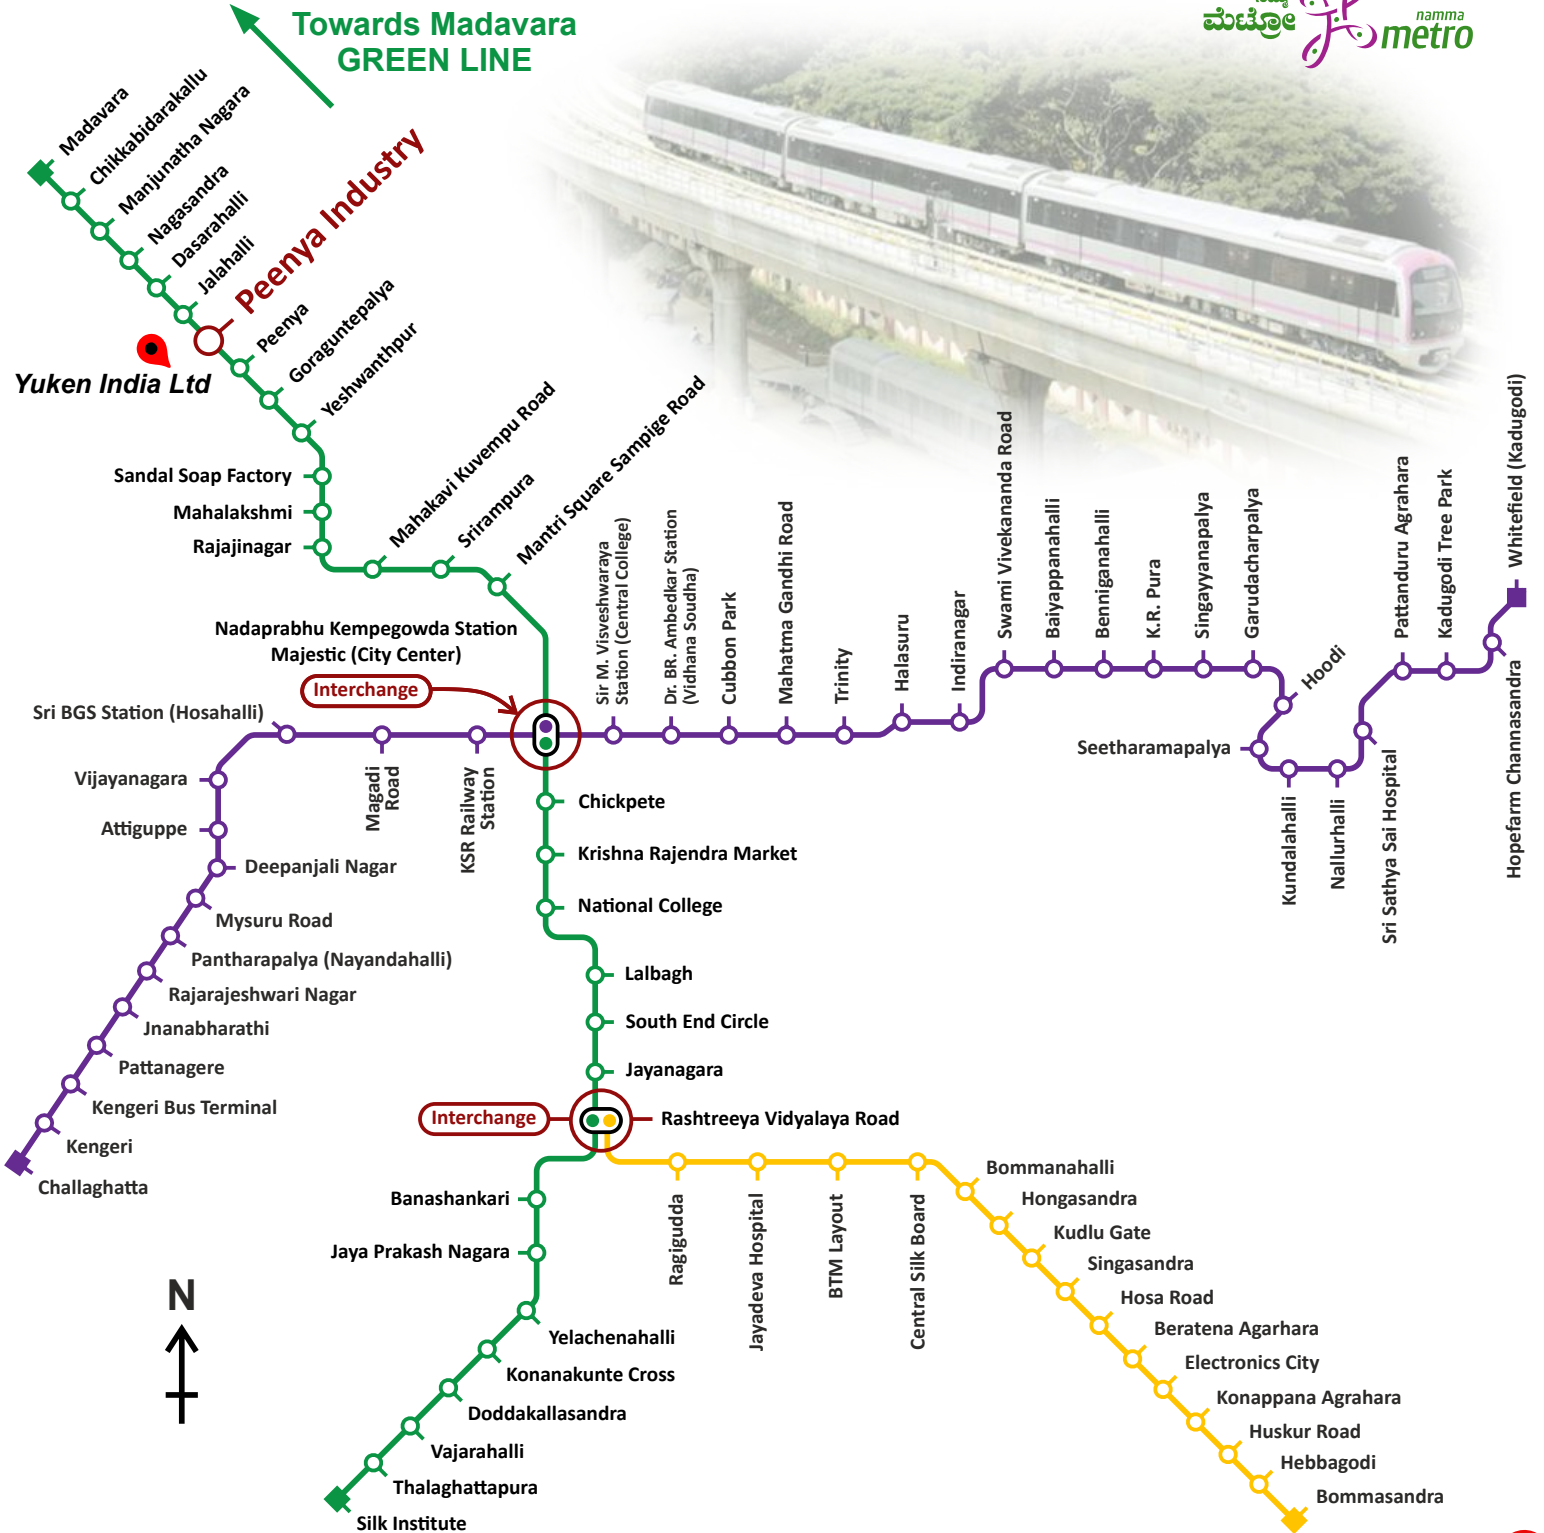 Towards Madavara
GREEN LINE
ಮೆಟ್ರೋ
namma
metro
Madavara
Chikkabidarakallu
Manjunatha Nagara
Nagasandra
Dasarahalli
Jalahalli
Peenya Industry
Yuken India Ltd
Peenya
Goraguntepalya
Yeshwanthpur
Sandal Soap Factory
Mahalakshmi
Rajajinagar
Mahakavi Kuvempu Road
Srirampura
Mantri Square Sampige Road
Nadaprabhu Kempegowda Station
Majestic (City Center)
Interchange
Sri BGS Station (Hosahalli)
Magadi
Road
KSR Railway
Station
Vijayanagara
Attiguppe
Deepanjali Nagar
Mysuru Road
Pantharapalya (Nayandahalli)
Rajarajeshwari Nagar
Jnanabharathi
Pattanagere
Kengeri Bus Terminal
Kengeri
Challaghatta
Sir M. Visveshwaraya
Station (Central College)
Dr. BR. Ambedkar Station
(Vidhana Soudha)
Cubbon Park
Mahatma Gandhi Road
Trinity
Halasuru
Indiranagar
Swami Vivekananda Road
Baiyappanahalli
Benniganahalli
K.R. Pura
Singayyanapalya
Garudacharpalya
Hoodi
Seetharamapalya
Kundalahalli
Nallurhalli
Sri Sathya Sai Hospital
Pattanduru Agrahara
Kadugodi Tree Park
Hopefarm Channasandra
Whitefield (Kadugodi)
Chickpete
Krishna Rajendra Market
National College
Lalbagh
South End Circle
Jayanagara
Interchange
Rashtreeya Vidyalaya Road
Banashankari
Jaya Prakash Nagara
Yelachenahalli
Konanakunte Cross
Doddakallasandra
Vajarahalli
Thalaghattapura
Silk Institute
Ragigudda
Jayadeva Hospital
BTM Layout
Central Silk Board
Bommanahalli
Hongasandra
Kudlu Gate
Singasandra
Hosa Road
Beratena Agarhara
Electronics City
Konappana Agrahara
Huskur Road
Hebbagodi
Bommasandra
N